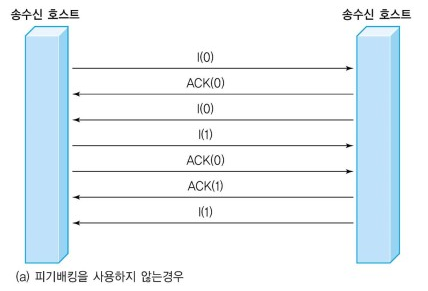 송수신 호스트
송수신 호스트
I(0)
ACK(0)
I(0)
I(1)
ACK(0)
ACK(1)
I(1)
(a) 피기배킹을 사용하지 않는경우